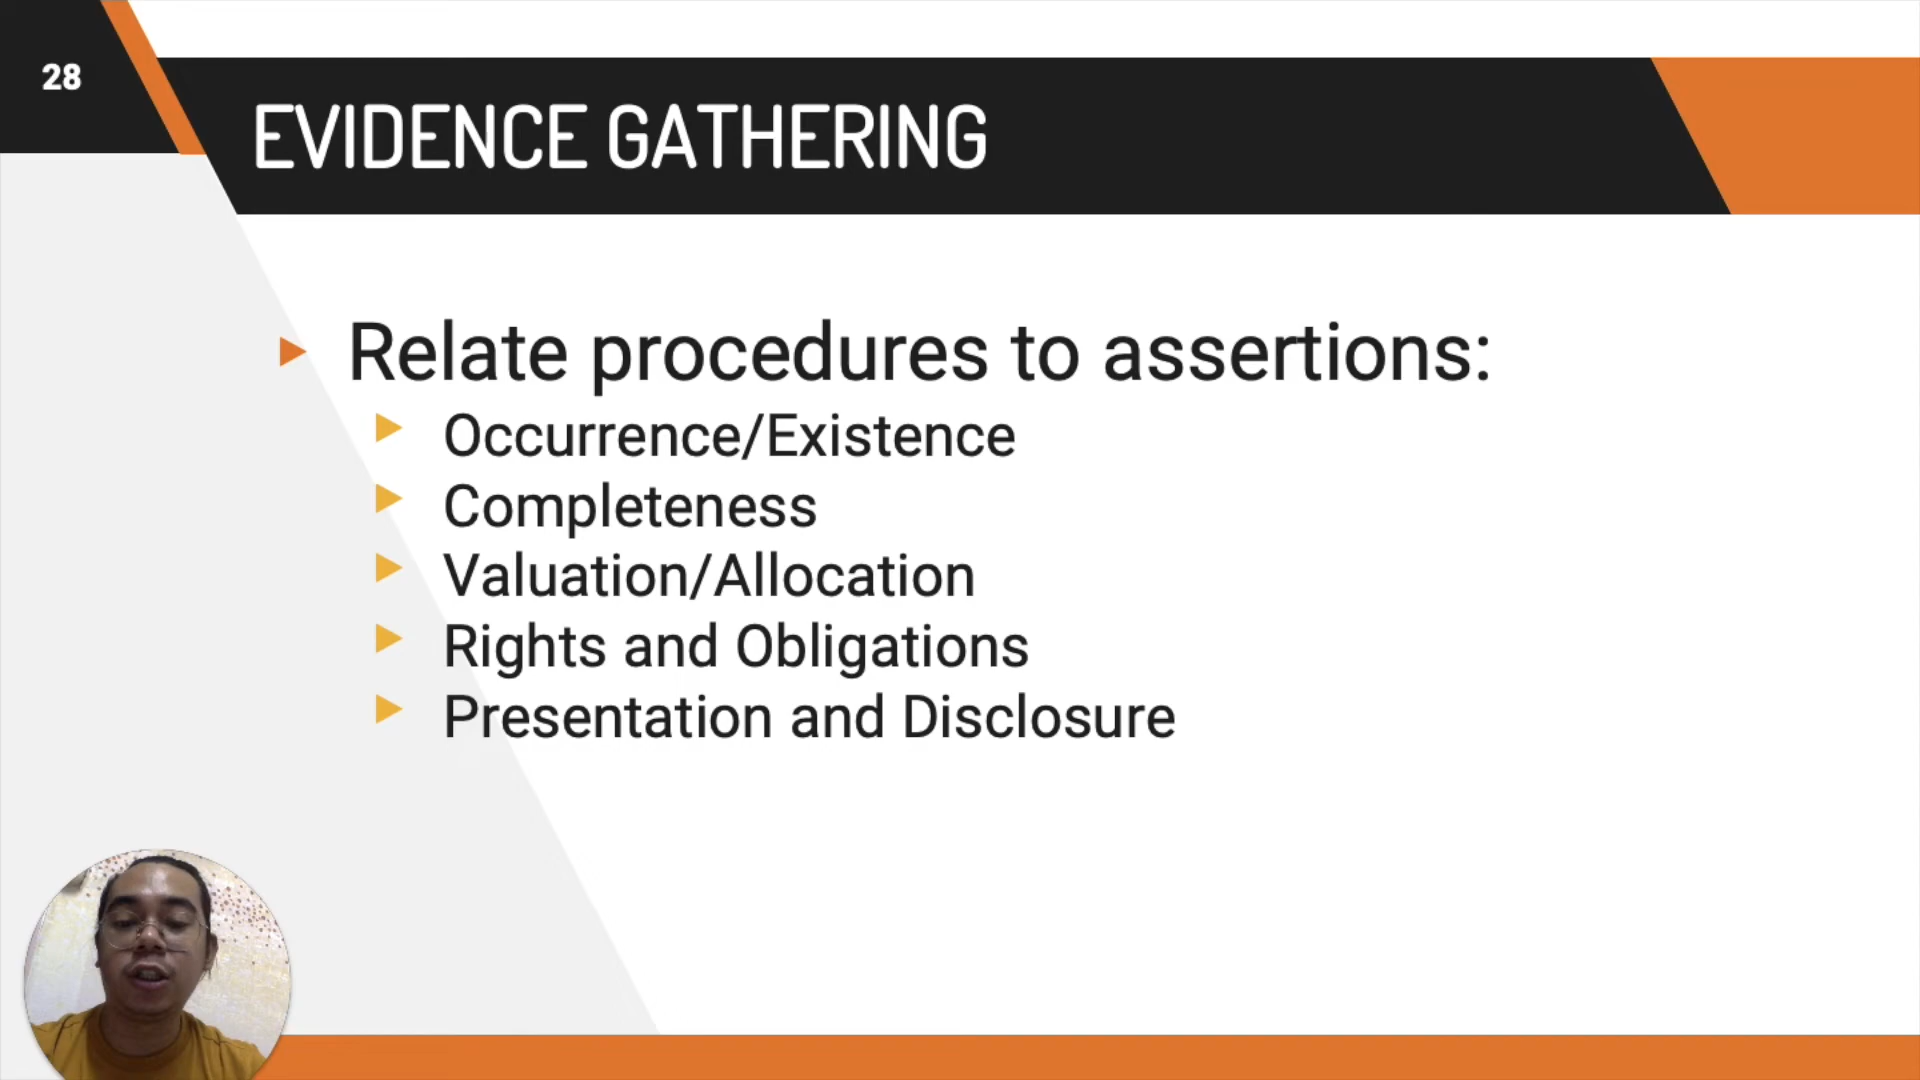 28
EVIDENCE GATHERING
Relate procedures to assertions:
Occurrence/Existence
Completeness
Valuation/Allocation
Rights and Obligations
Presentation and Disclosure